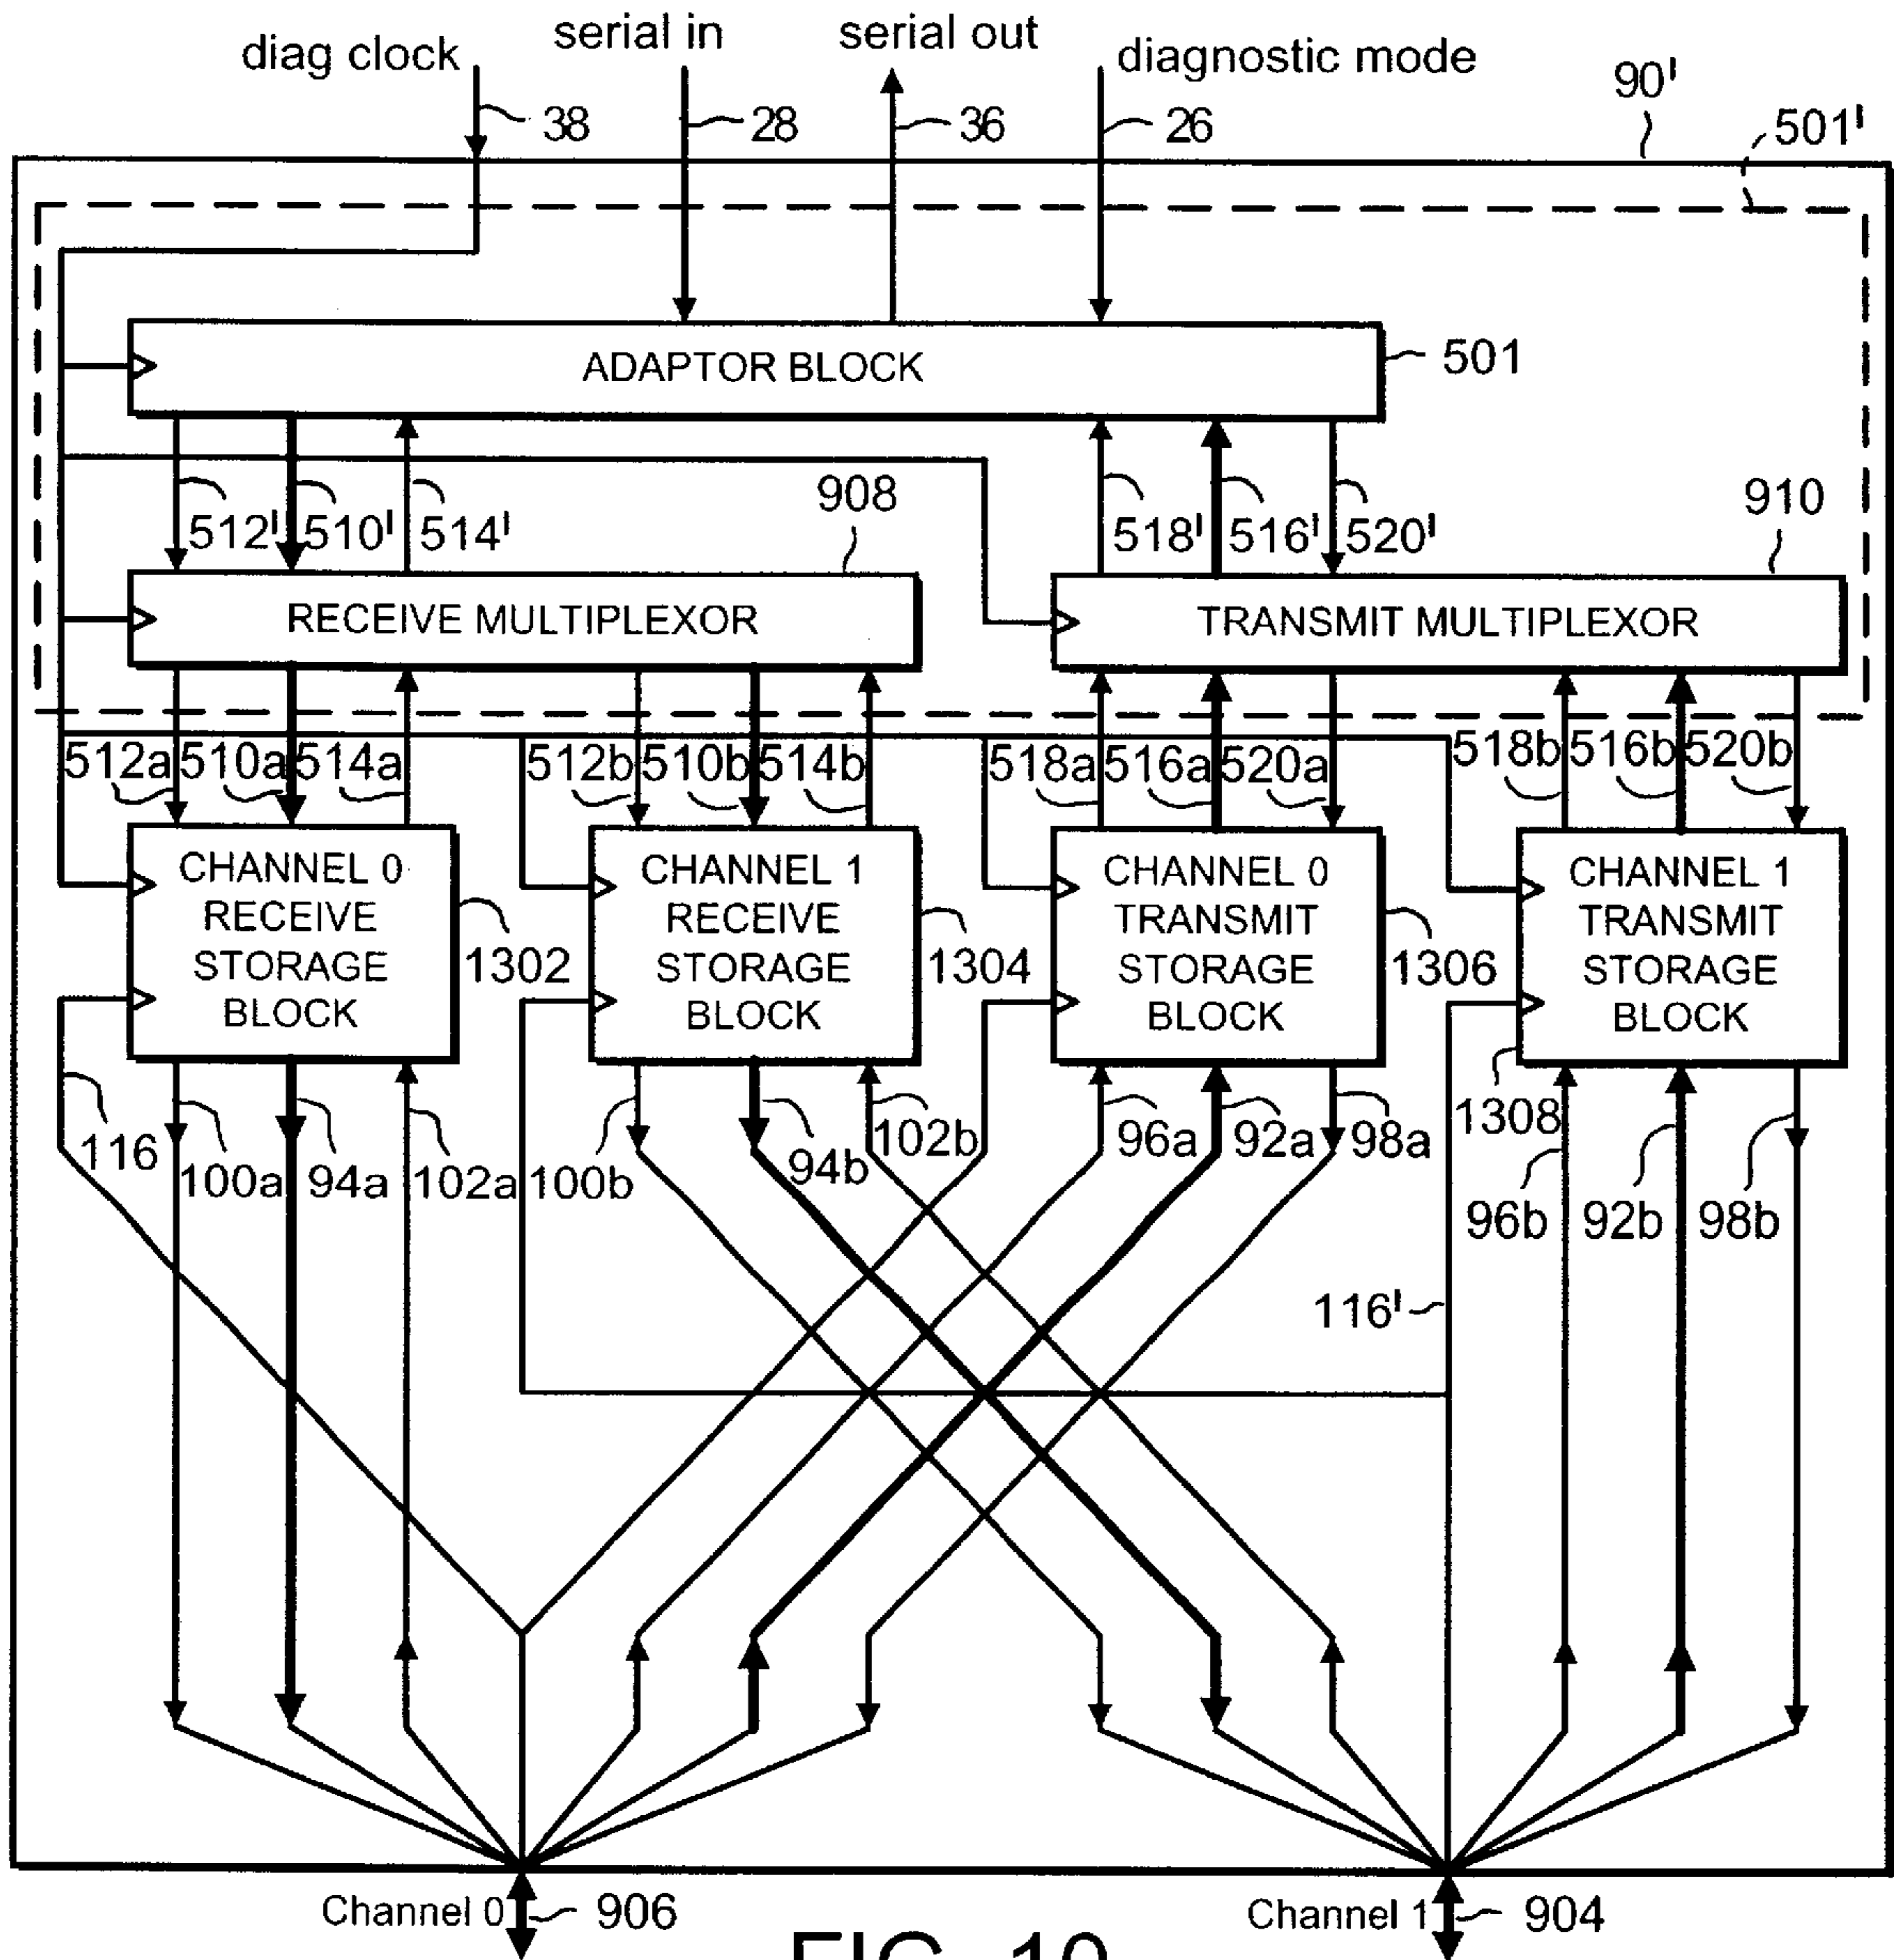 diag clock
serial in
serial out
diagnostic mode
38
28
36
26
90'
501'
ADAPTOR BLOCK
501
512'
510'
514'
908
518'
516'
520'
910
RECEIVE MULTIPLEXOR
TRANSMIT MULTIPLEXOR
512a
510a
514a
512b
510b
514b
518a
516a
520a
518b
516b
520b
CHANNEL 0
RECEIVE
STORAGE
BLOCK
1302
CHANNEL 1
RECEIVE
STORAGE
BLOCK
1304
CHANNEL 0
TRANSMIT
STORAGE
BLOCK
1306
CHANNEL 1
TRANSMIT
STORAGE
BLOCK
1308
116
100a
94a
102a
100b
94b
102b
96a
92a
98a
96b
92b
98b
116'
Channel 0
906
Channel 1
904
FIG. 10